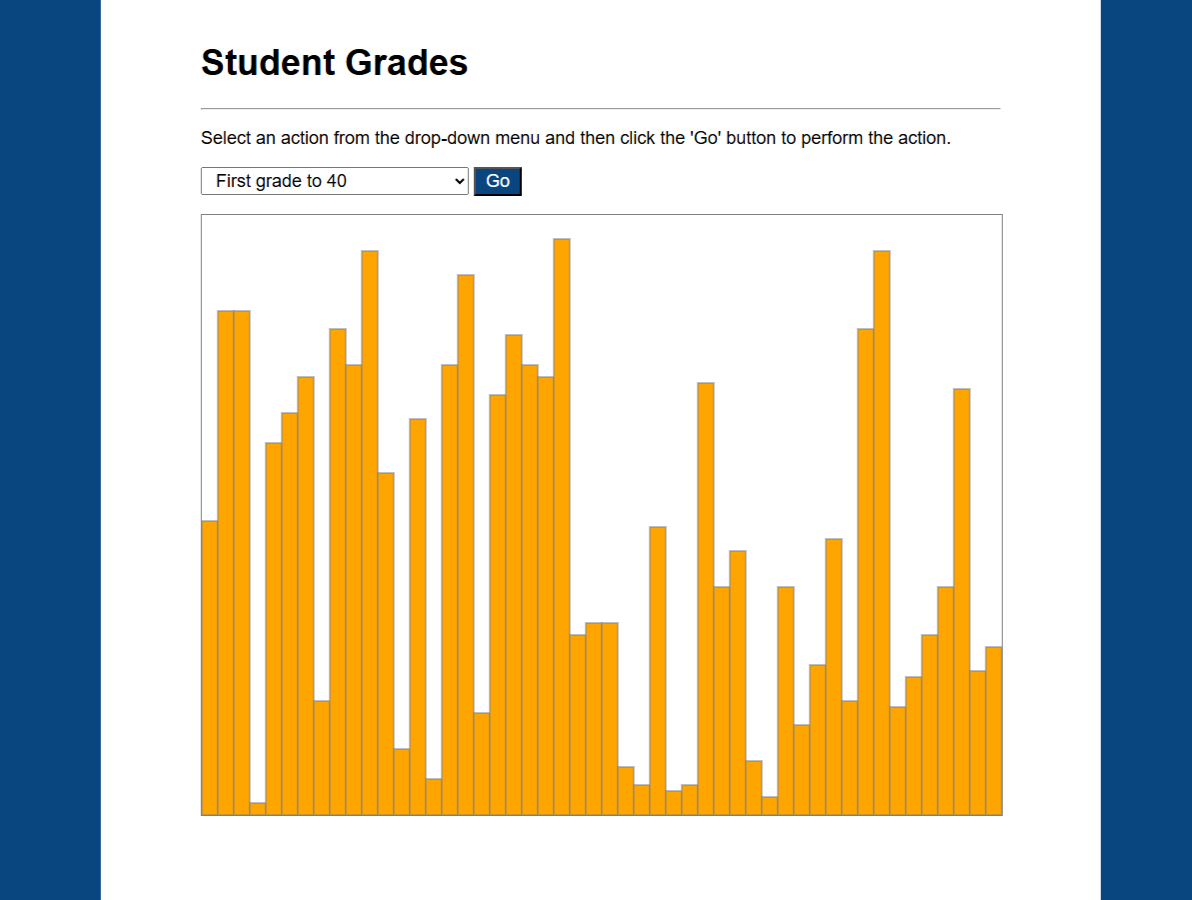 Student Grades
Select an action from the drop-down menu and then click the 'Go' button to perform the action.
First grade to 40
Go